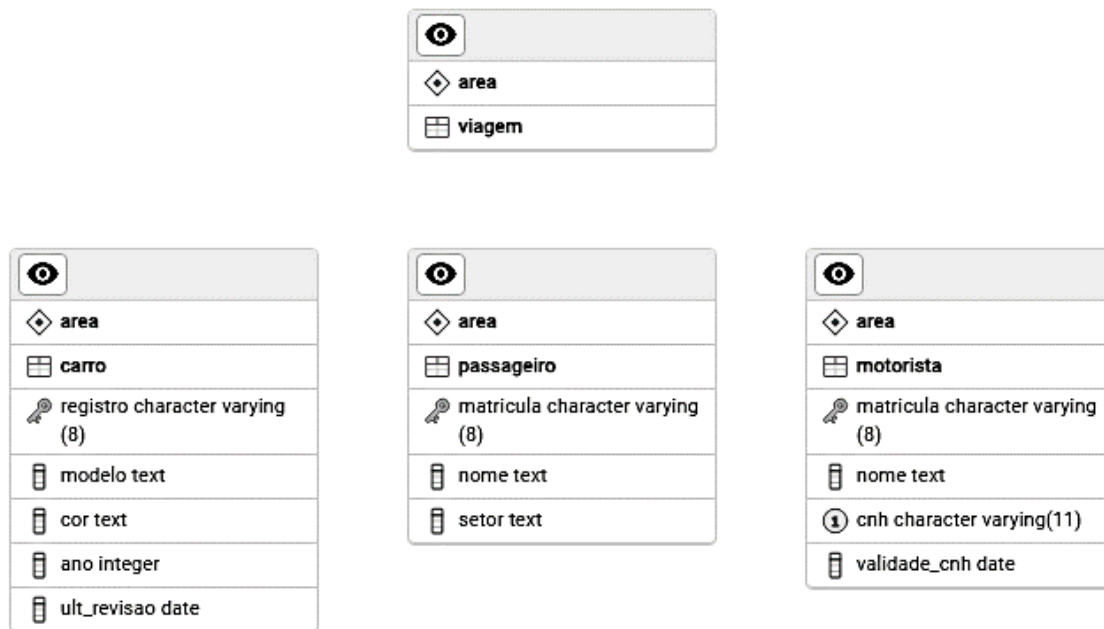 area
viagem
area
carro
registro character varying
(8)
modelo text
cor text
ano integer
ult_revisao date
area
passageiro
matricula character varying
(8)
nome text
setor text
area
motorista
matricula character varying
(8)
nome text
1 cnh character varying(11)
validade_cnh date